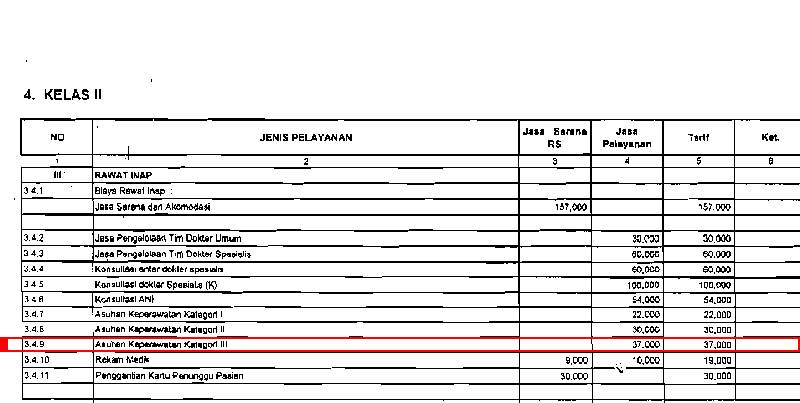 4. KELAS II
NO JENIS PELAYANAN Jasa Sarana RS Jasa Pelayanan Tarif Ket.
1 2 3 4 5 6
III RAWAT INAP
3.4.1 Biaya Rawat Inap :
Jasa Sarana dan Akomodasi 157,000 157,000
3.4.2 Jasa Pengelolaan Tim Dokter Umum 30,000 30,000
3.4.3 Jasa Pengelolaan Tim Dokter Spesialis 60,000 60,000
3.4.4 Konsultasi antar dokter spesialis 60,000 60,000
3.4.5 Konsultasi dokter Spesialis (K) 100,000 100,000
3.4.6 Konsultasi ANI 54,000 54,000
3.4.7 Asuhan Keperawatan Kategori I 22,000 22,000
3.4.8 Asuhan Keperawatan Kategori II 30,000 30,000
3.4.9 Asuhan Keperawatan Kategori III 37,000 37,000
3.4.10 Rekam Medik 9,000 10,000 19,000
3.4.11 Penggantian Kartu Penunggu Pasien 30,000 30,000